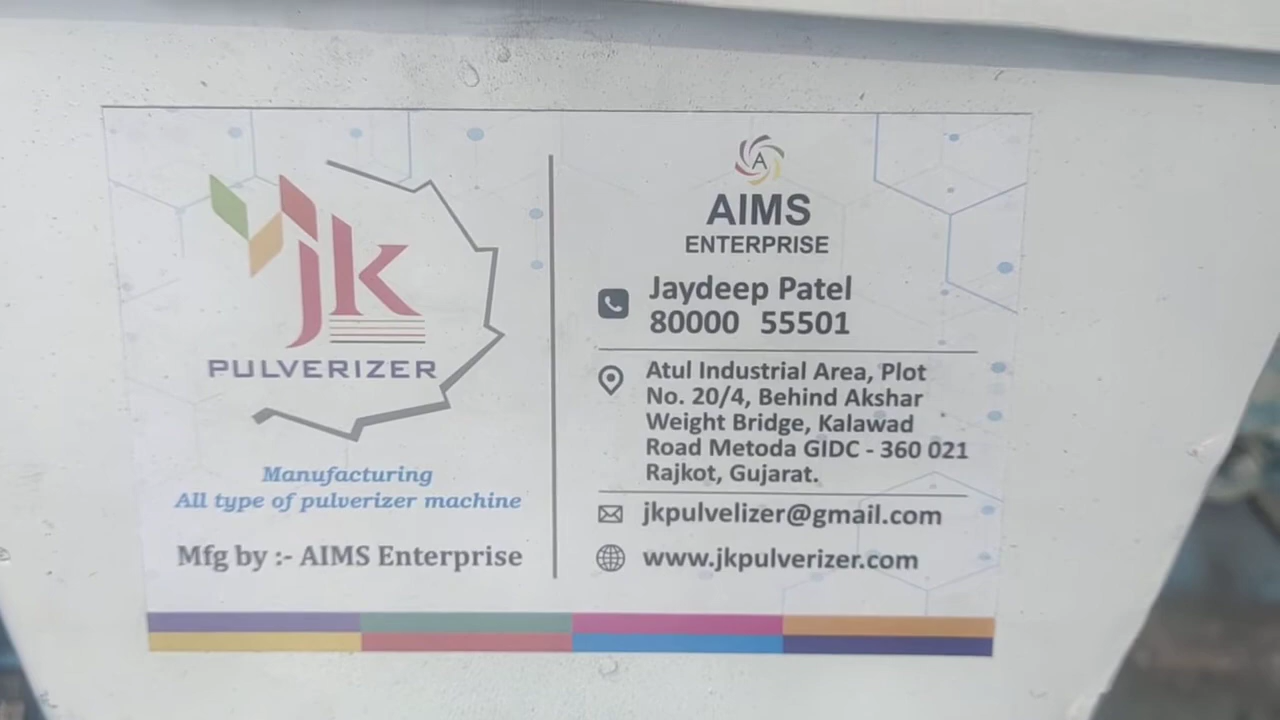 jk
PULVERIZER
Manufacturing
All type of pulverizer machine
Mfg by :- AIMS Enterprise
A
AIMS
ENTERPRISE
Jaydeep Patel
80000 55501
Atul Industrial Area, Plot
No. 20/4, Behind Akshar
Weight Bridge, Kalawad
Road Metoda GIDC - 360 021
Rajkot, Gujarat.
jkpulvelizer@gmail.com
www.jkpulverizer.com